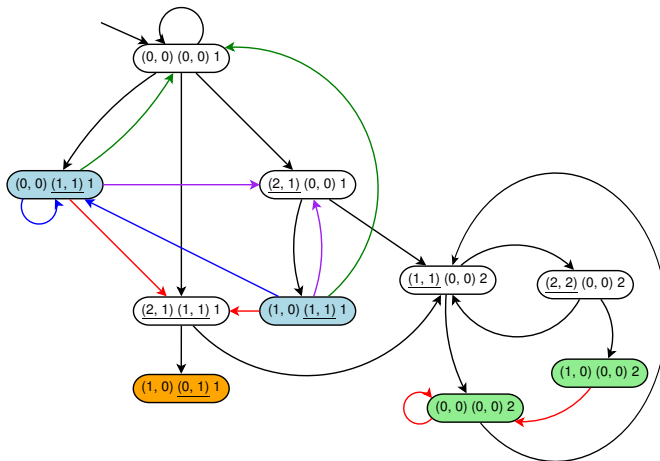 (0, 0) (0, 0) 1
(0, 0) (1, 1) 1
(2, 1) (0, 0) 1
(1, 1) (0, 0) 2
(2, 2) (0, 0) 2
(2, 1) (1, 1) 1
(1, 0) (1, 1) 1
(1, 0) (0, 0) 2
(1, 0) (0, 1) 1
(0, 0) (0, 0) 2